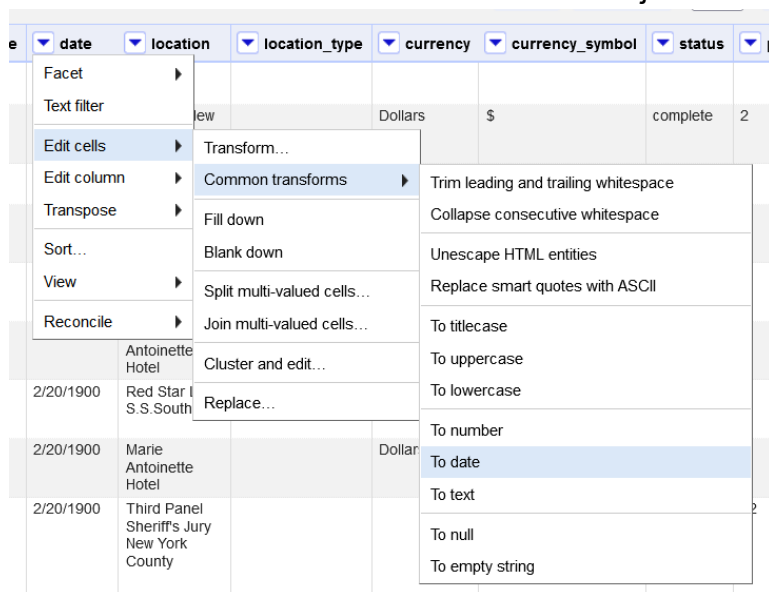 e date location location_type currency currency_symbol status
Facet
Text filter
Edit cells
Edit column
Transpose
Sort...
View
Reconcile
Dollars $ complete 2
Transform...
Common transforms
Fill down
Blank down
Split multi-valued cells...
Join multi-valued cells...
Cluster and edit...
Replace...
Trim leading and trailing whitespace
Collapse consecutive whitespace
Unescape HTML entities
Replace smart quotes with ASCII
To titlecase
To uppercase
To lowercase
To number
To date
To text
To null
To empty string
Antoinette
Hotel
2/20/1900 Red Star
S.S.South
2/20/1900 Marie
Antoinette
Hotel
Dollar
2/20/1900 Third Panel
Sheriff's Jury
New York
County